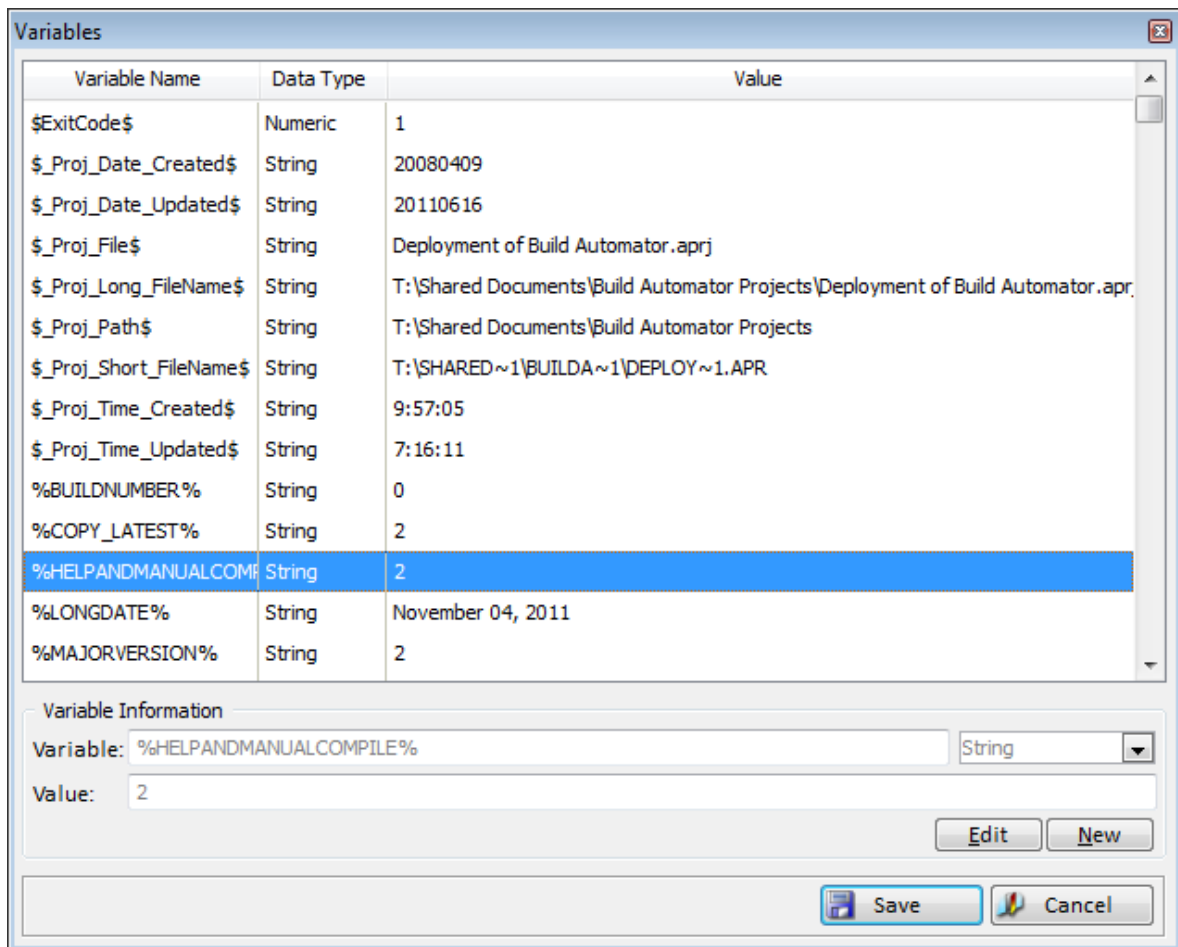 Variables
Variable Name Data Type Value
$ExitCode$ Numeric 1
$_Proj_Date_Created$ String 20080409
$_Proj_Date_Updated$ String 20110616
$_Proj_File$ String Deployment of Build Automator.aprj
$_Proj_Long_FileName$ String T:\Shared Documents\Build Automator Projects\Deployment of Build Automator.apr
$_Proj_Path$ String T:\Shared Documents\Build Automator Projects
$_Proj_Short_FileName$ String T:\SHARED~1\BUILDA~1\DEPLOY~1.APR
$_Proj_Time_Created$ String 9:57:05
$_Proj_Time_Updated$ String 7:16:11
%BUILDNUMBER% String 0
%COPY_LATEST% String 2
%HELPANDMANUALCOMP String 2
%LONGDATE% String November 04, 2011
%MAJORVERSION% String 2
Variable Information
Variable: %HELPANDMANUALCOMPILE% String
Value: 2
Edit New
Save Cancel